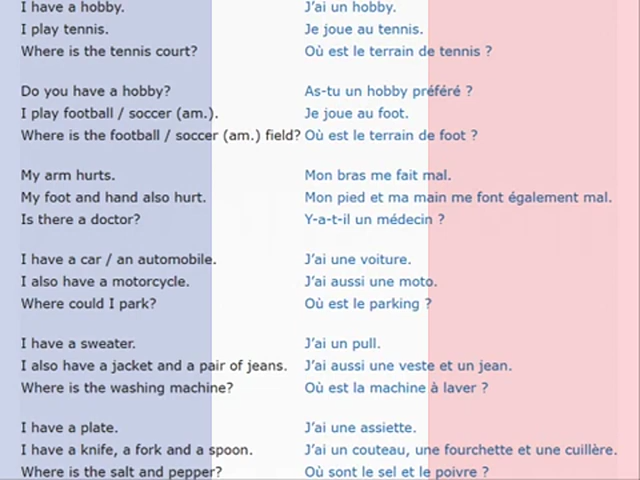 I have a hobby. J'ai un hobby.
I play tennis. Je joue au tennis.
Where is the tennis court? Où est le terrain de tennis ?
Do you have a hobby? As-tu un hobby préféré ?
I play football / soccer (am.). Je joue au foot.
Where is the football / soccer (am.) field? Où est le terrain de foot ?
My arm hurts. Mon bras me fait mal.
My foot and hand also hurt. Mon pied et ma main me font également mal.
Is there a doctor? Y-a-t-il un médecin ?
I have a car / an automobile. J'ai une voiture.
I also have a motorcycle. J'ai aussi une moto.
Where could I park? Où est le parking ?
I have a sweater. J'ai un pull.
I also have a jacket and a pair of jeans. J'ai aussi une veste et un jean.
Where is the washing machine? Où est la machine à laver ?
I have a plate. J'ai une assiette.
I have a knife, a fork and a spoon. J'ai un couteau, une fourchette et une cuillère.
Where is the salt and pepper? Où sont le sel et le poivre ?